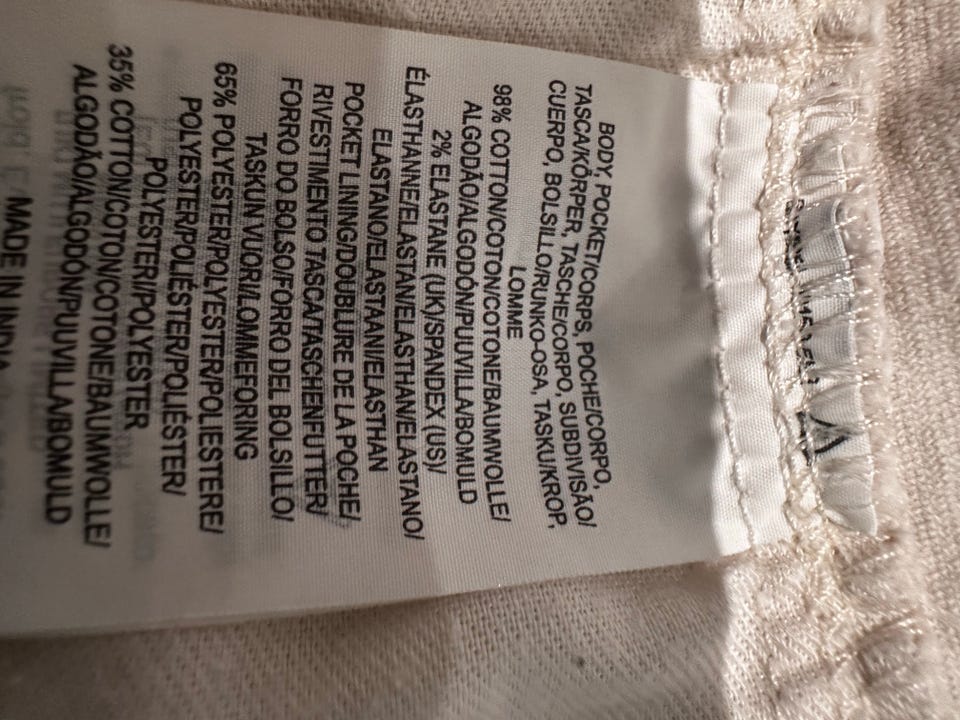 BODY, POCKET/CORPS, POCHE/CORPO,
TASCA/KÖRPER, TASCHE/CORPO, SUBDIVISÃO/
CUERPO, BOLSILLO/RUNKO-OSA, TASKU/KROP,
LOMME
98% COTTON/COTON/COTONE/BAUMWOLLE/
ALGODÃO/ALGODÓN/PUUVILLA/BOMULD
2% ELASTANE (UK)/SPANDEX (US)/
ÉLASTHANNE/ELASTAN/ELASTHAN/ELASTANO/
ELASTANO/ELASTAANI/ELASTHAN
POCKET LINING/DOUBLURE DE LA POCHE/
RIVESTIMENTO TASCA/TASCHENFUTTER/
FORRO DO BOLSO/FORRO DEL BOLSILLO/
TASKUN VUORI/LOMMEFORING
65% POLYESTER/POLYESTER/POLIESTERE/
POLYESTER/POLIÉSTER/POLIÉSTER/
POLYESTERI/POLYESTER
35% COTTON/COTON/COTONE/BAUMWOLLE/
ALGODÃO/ALGODÓN/PUUVILLA/BOMULD
MADE IN INDIA